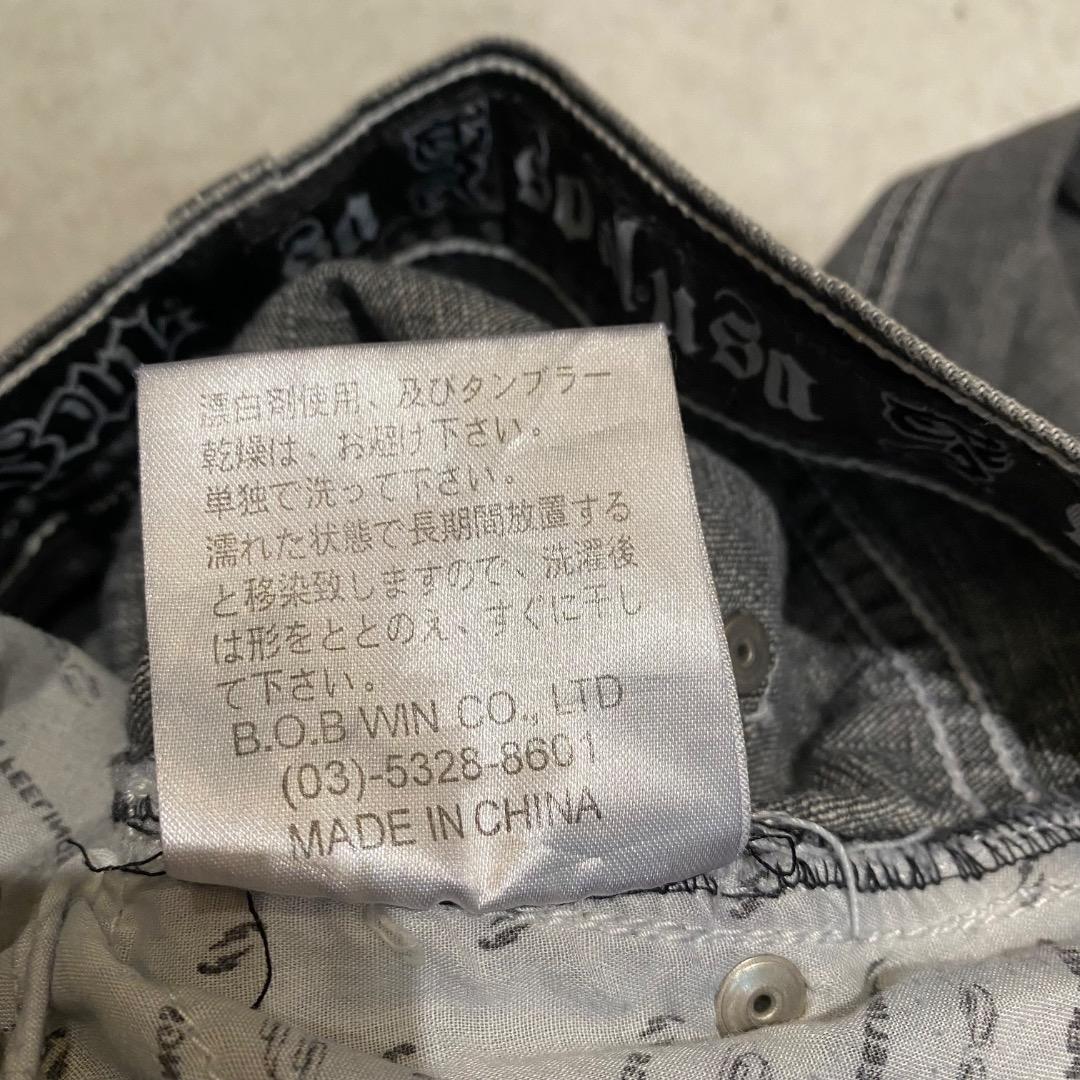 漂白剤使用、及びタンブラー
乾燥は、お避け下さい。
単独で洗って下さい。
濡れた状態で長期間放置する
と移染致しますので、洗濯後
は形をととのえ、すぐに干し
て下さい。
B.O.B WIN CO., LTD
(03)-5328-8601
MADE IN CHINA